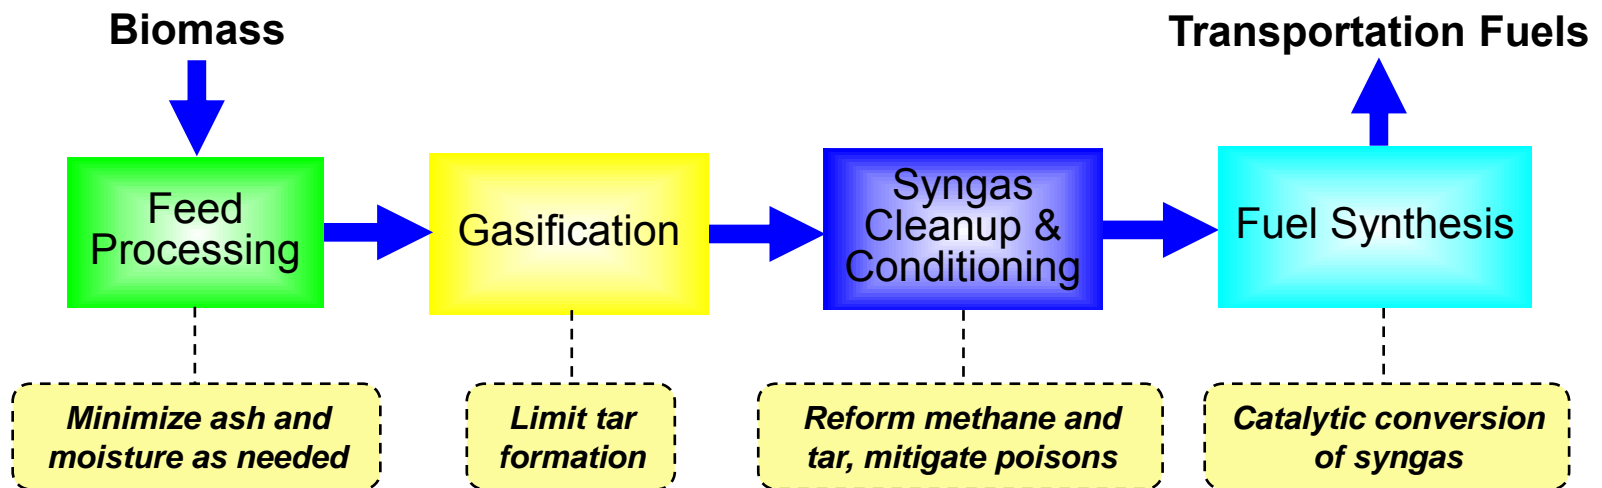 Biomass
Transportation Fuels
Feed
Processing
Gasification
Syngas
Cleanup &
Conditioning
Fuel Synthesis
Minimize ash and
moisture as needed
Limit tar
formation
Reform methane and
tar, mitigate poisons
Catalytic conversion
of syngas